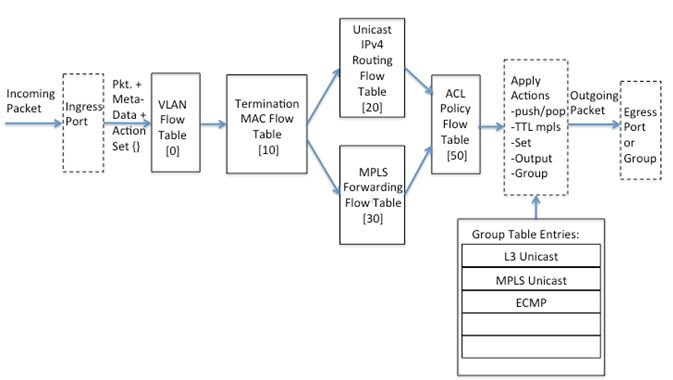 Incoming
Packet
Ingress
Port
Pkt. +
Meta-
Data +
Action
Set {}
VLAN
Flow
Table
[0]
Termination
MAC Flow
Table
[10]
Unicast
IPv4
Routing
Flow
Table
[20]
MPLS
Forwarding
Flow Table
[30]
ACL
Policy
Flow
Table
[50]
Apply
Actions
-push/pop
-TTL mpls
-Set
-Output
-Group
Outgoing
Packet
Egress
Port
or
Group
Group Table Entries:
L3 Unicast
MPLS Unicast
ECMP